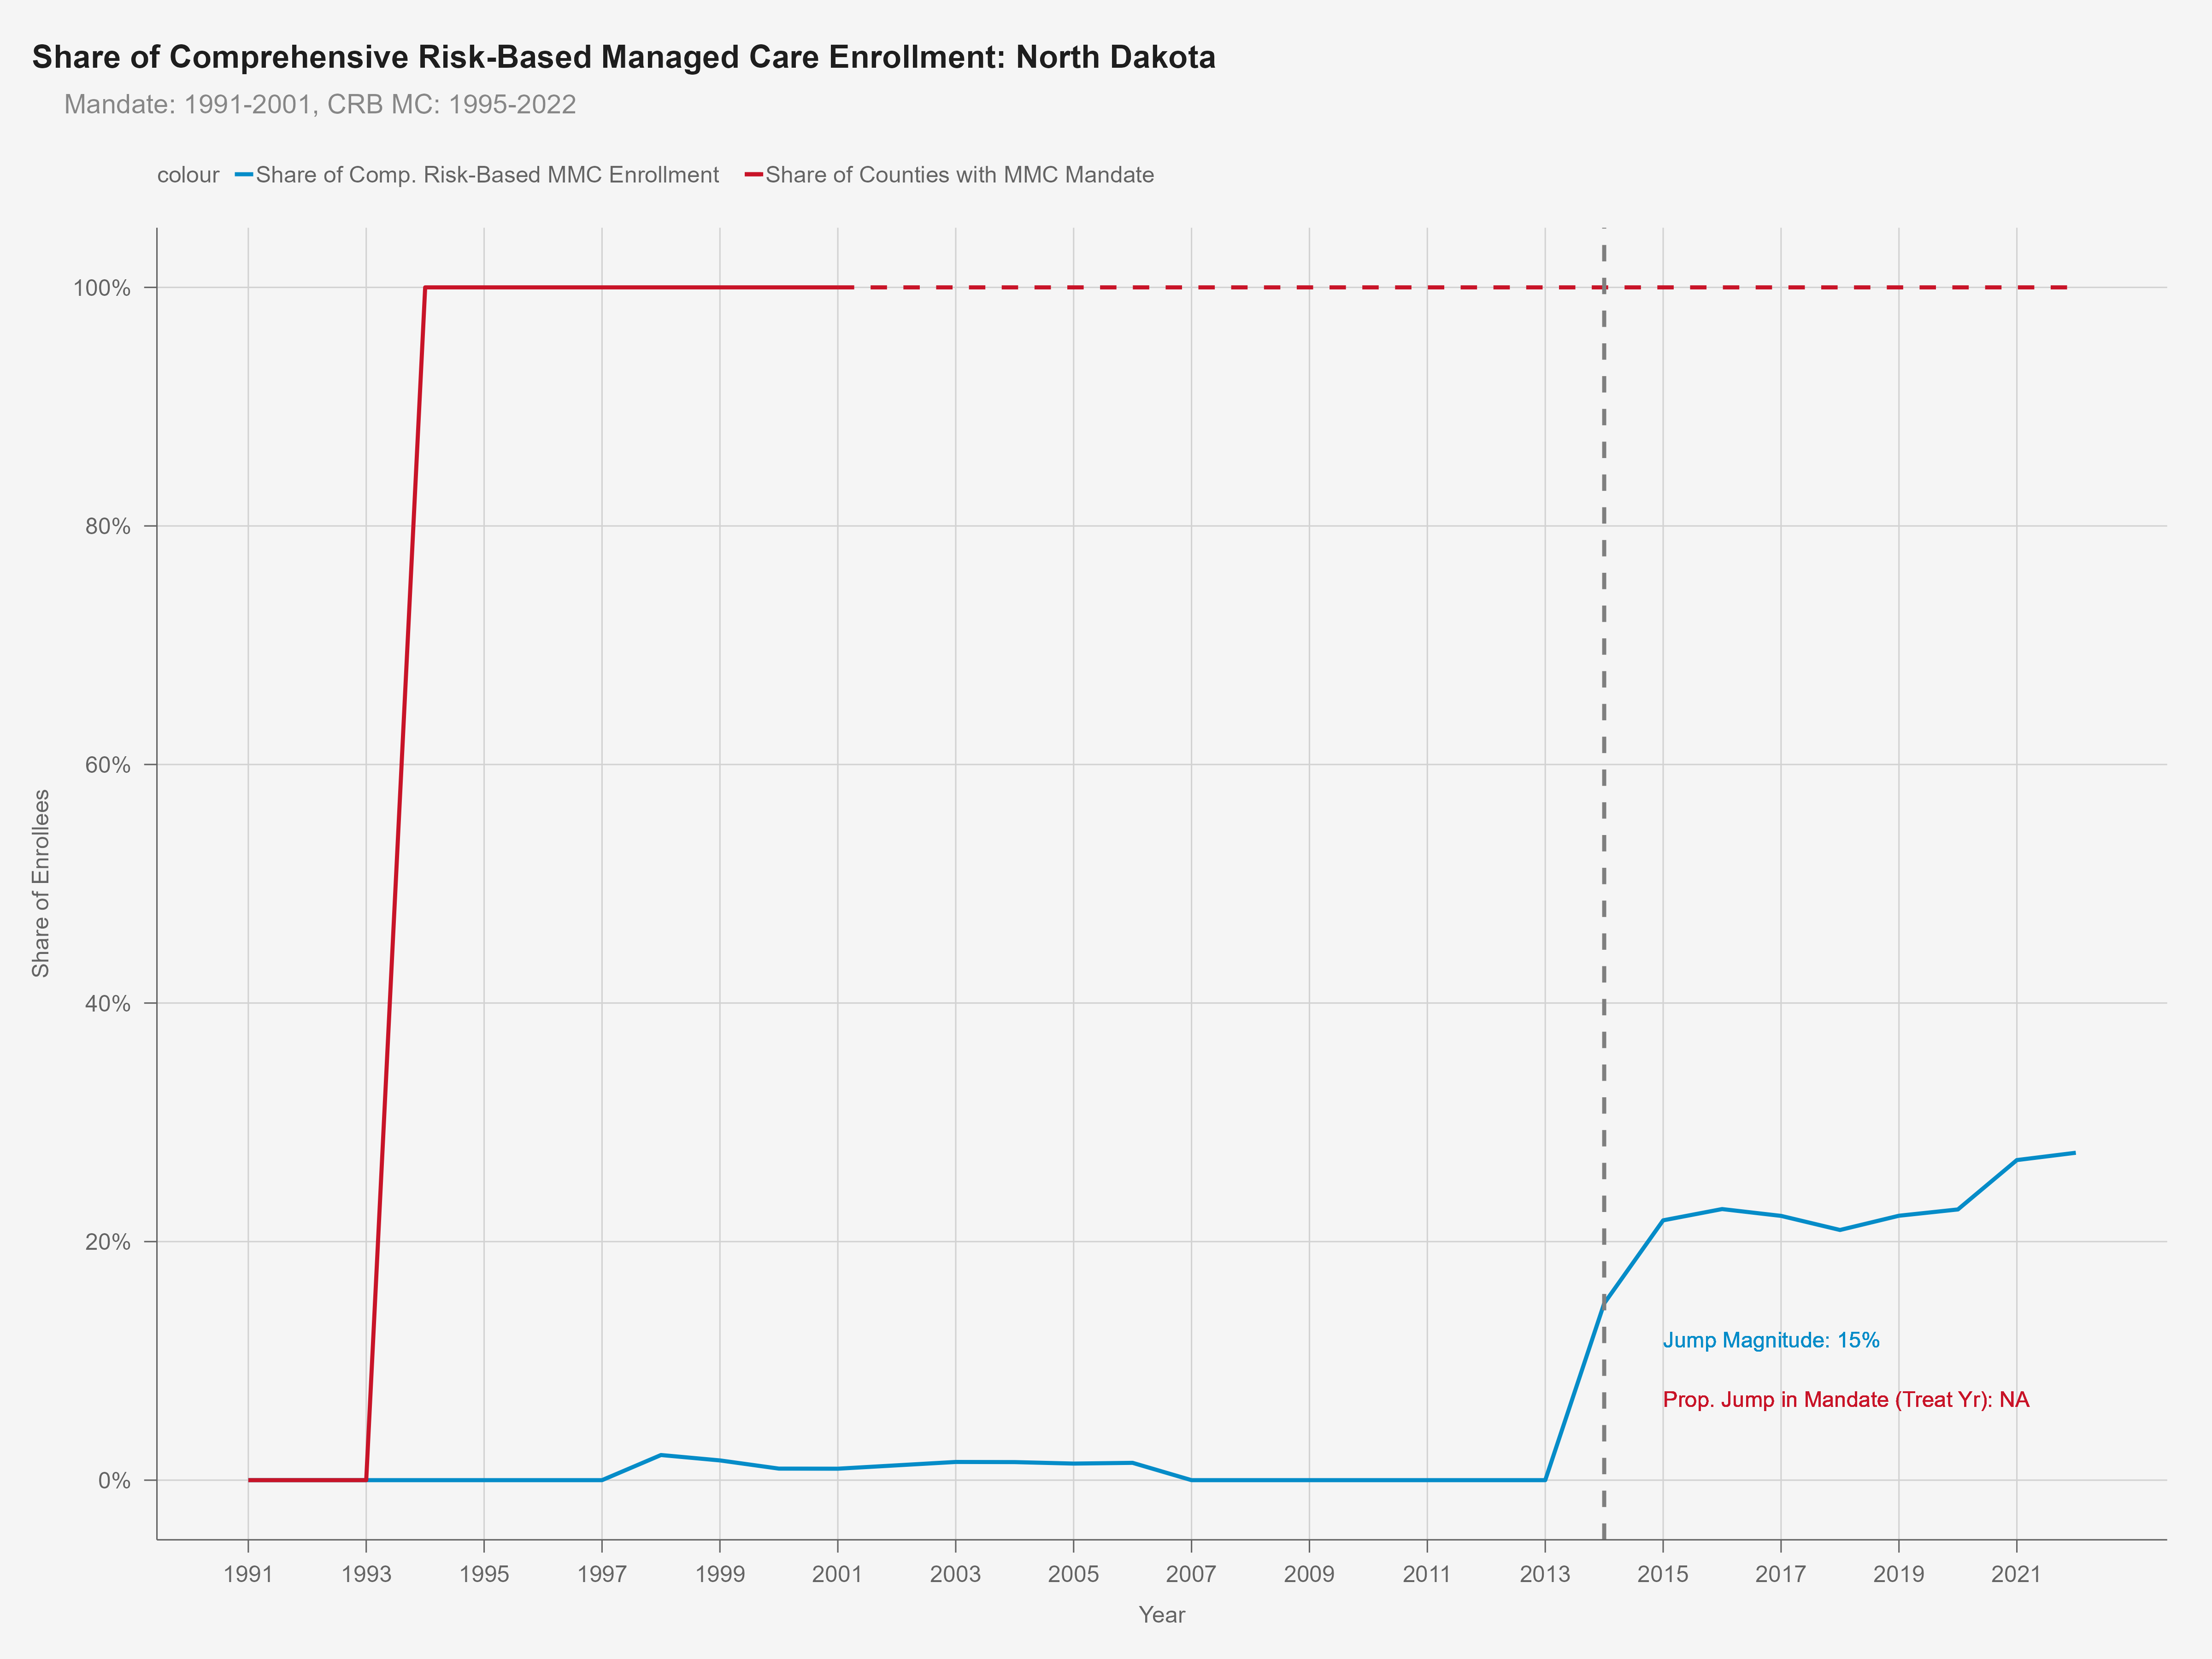 Share of Comprehensive Risk-Based Managed Care Enrollment: North Dakota
Mandate: 1991-2001, CRB MC: 1995-2022
colour Share of Comp. Risk-Based MMC Enrollment Share of Counties with MMC Mandate
100%
80%
60%
40%
20%
0%
Share of Enrollees
Jump Magnitude: 15%
Prop. Jump in Mandate (Treat Yr): NA
1991 1993 1995 1997 1999 2001 2003 2005 2007 2009 2011 2013 2015 2017 2019 2021
Year